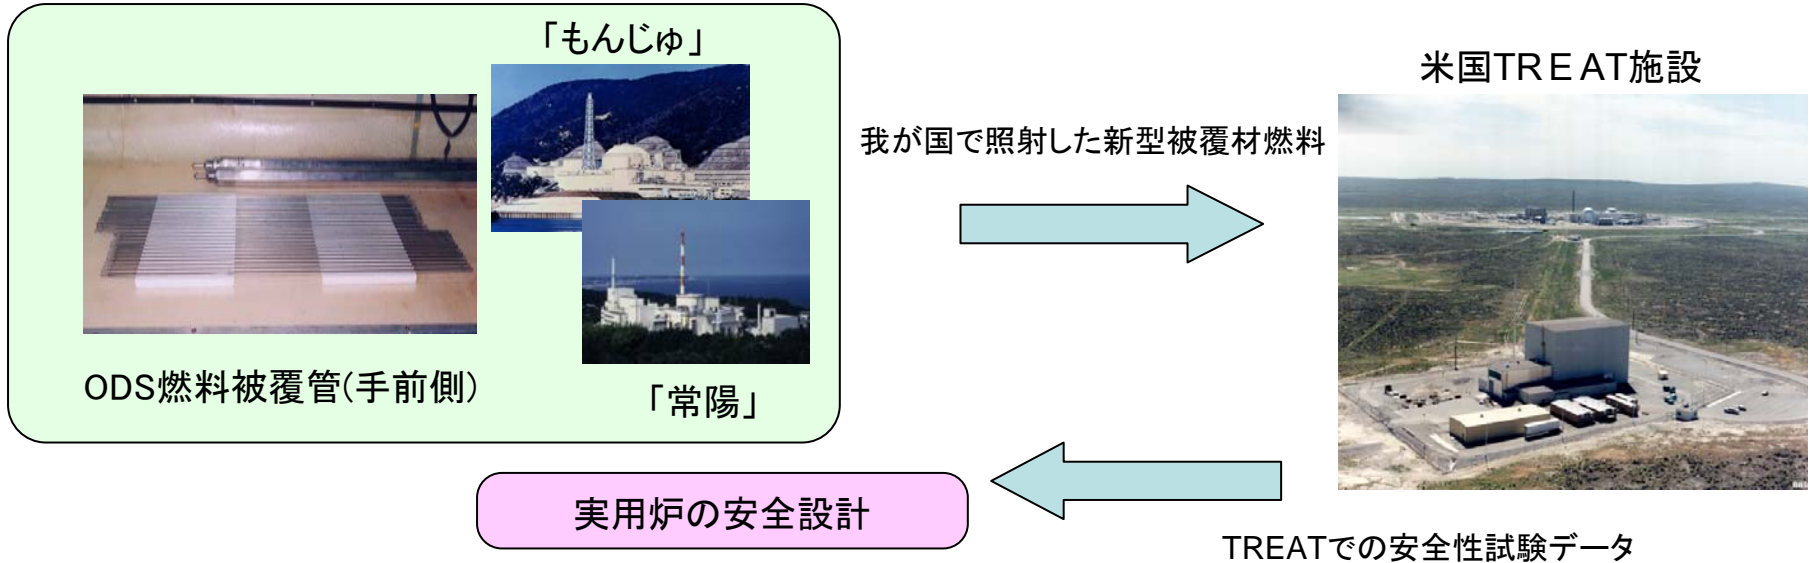 「もんじゅ」
米国TREAT施設
我が国で照射した新型被覆材燃料
ODS燃料被覆管(手前側)
「常陽」
実用炉の安全設計
TREATでの安全性試験データ